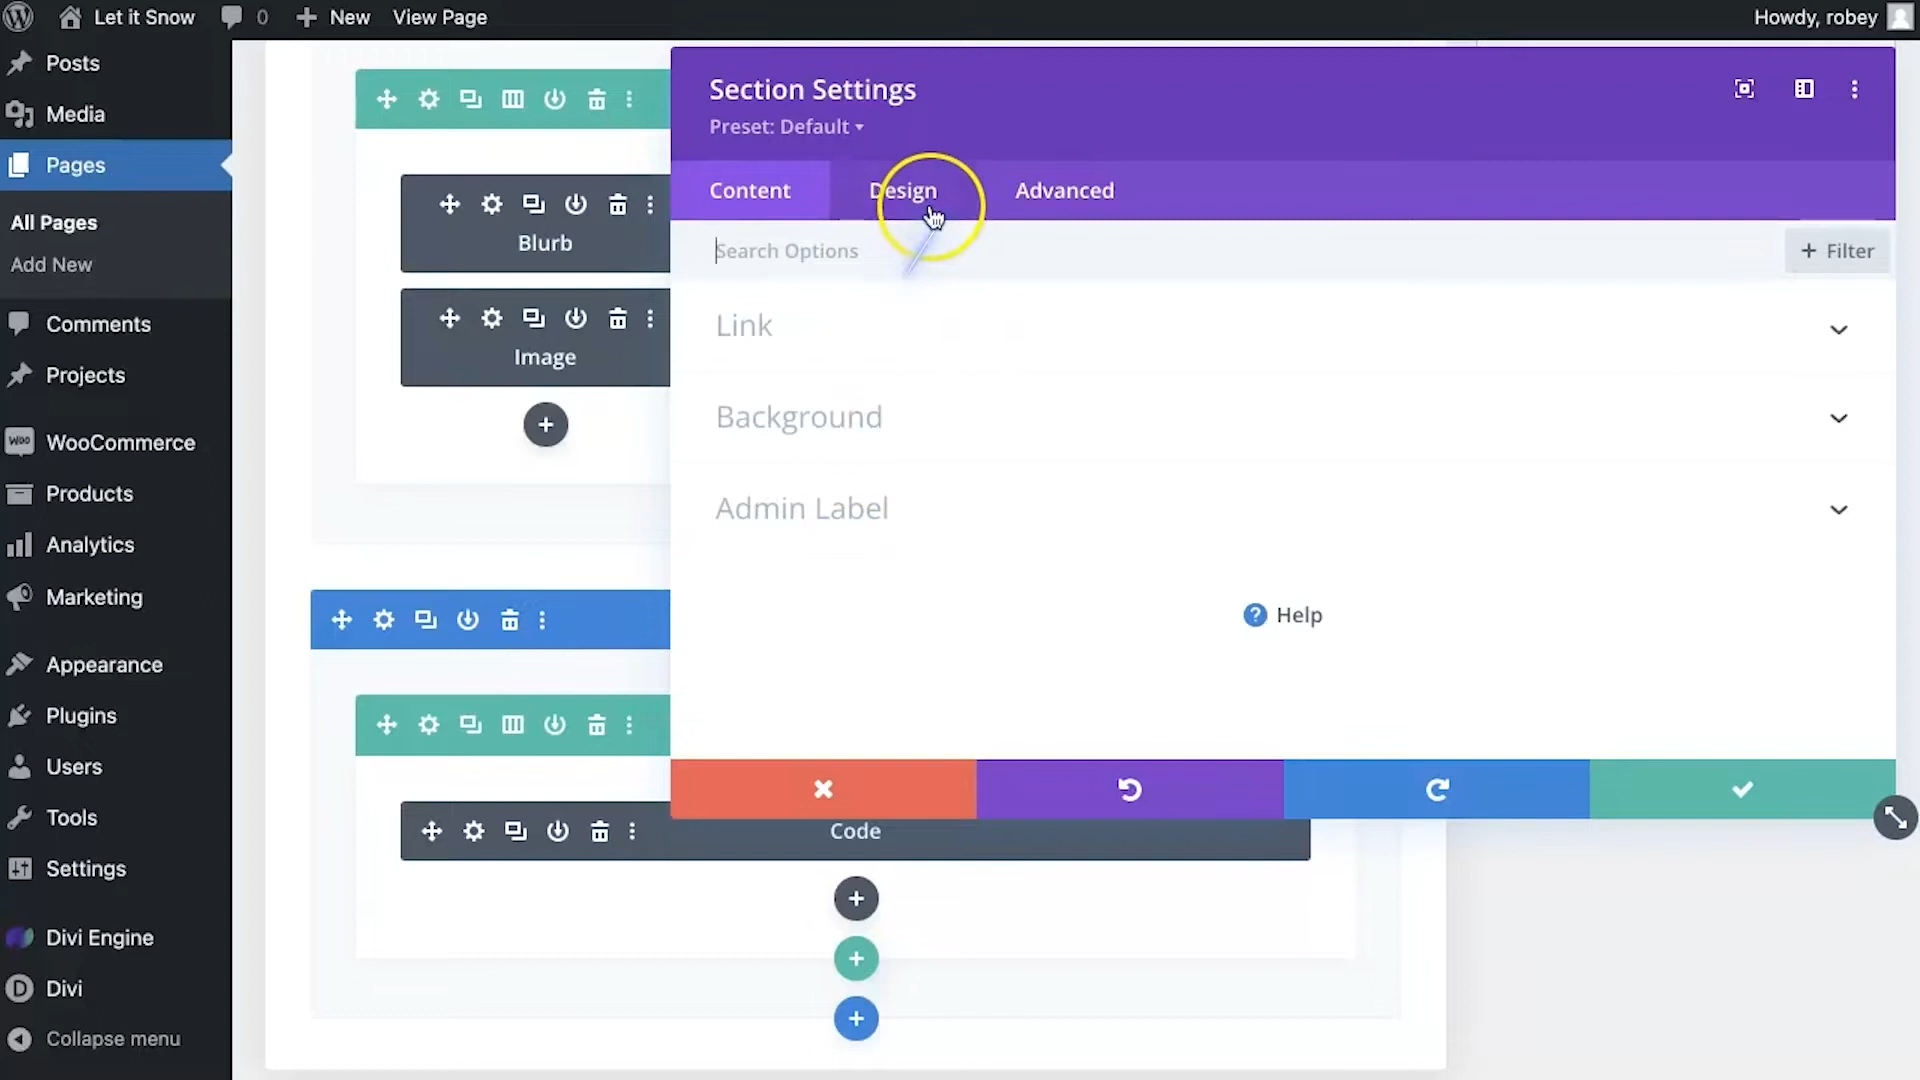 Let it Snow
0
New
View Page
Howdy, robey
Posts
Media
Pages
All Pages
Add New
Comments
Projects
WOO
WooCommerce
Products
Analytics
Marketing
Appearance
Plugins
Users
Tools
Settings
Divi Engine
D
Divi
Collapse menu
Blurb
Image
Section Settings
Preset: Default
Content
Design
Advanced
Search Options
+ Filter
Link
Background
Admin Label
? Help
Code